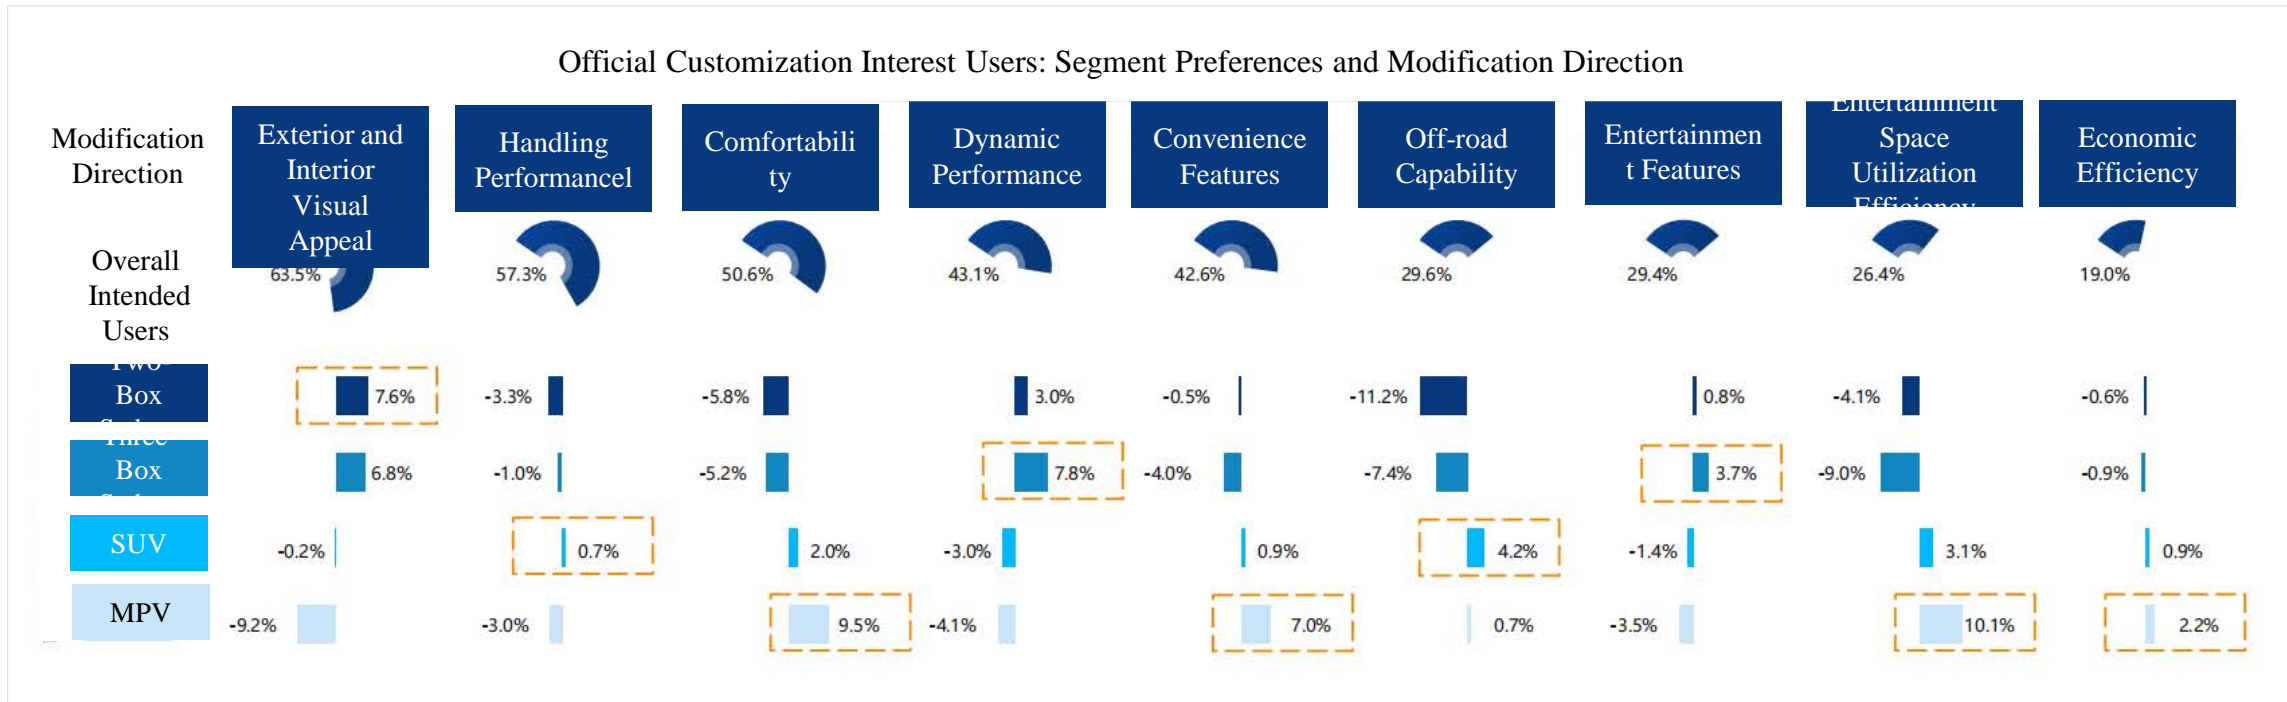 Official Customization Interest Users: Segment Preferences and Modification Direction
Modification
Direction
Exterior and
Interior
Visual
Appeal
Handling
Performancel
Comfortabili
ty
Dynamic
Performance
Convenience
Features
Off-road
Capability
Entertainmen
t Features
Entertainment
Space
Utilization
Efficiency
Economic
Efficiency
Overall
Intended
Users
63.5%
57.3%
50.6%
43.1%
42.6%
29.6%
29.4%
26.4%
19.0%
Two-
Box
7.6%
-3.3%
-5.8%
3.0%
-0.5%
-11.2%
0.8%
-4.1%
-0.6%
Three
Box
6.8%
-1.0%
-5.2%
7.8%
-4.0%
-7.4%
3.7%
-9.0%
-0.9%
SUV
-0.2%
0.7%
2.0%
-3.0%
0.9%
4.2%
-1.4%
3.1%
0.9%
MPV
-9.2%
-3.0%
9.5%
-4.1%
7.0%
0.7%
-3.5%
10.1%
2.2%